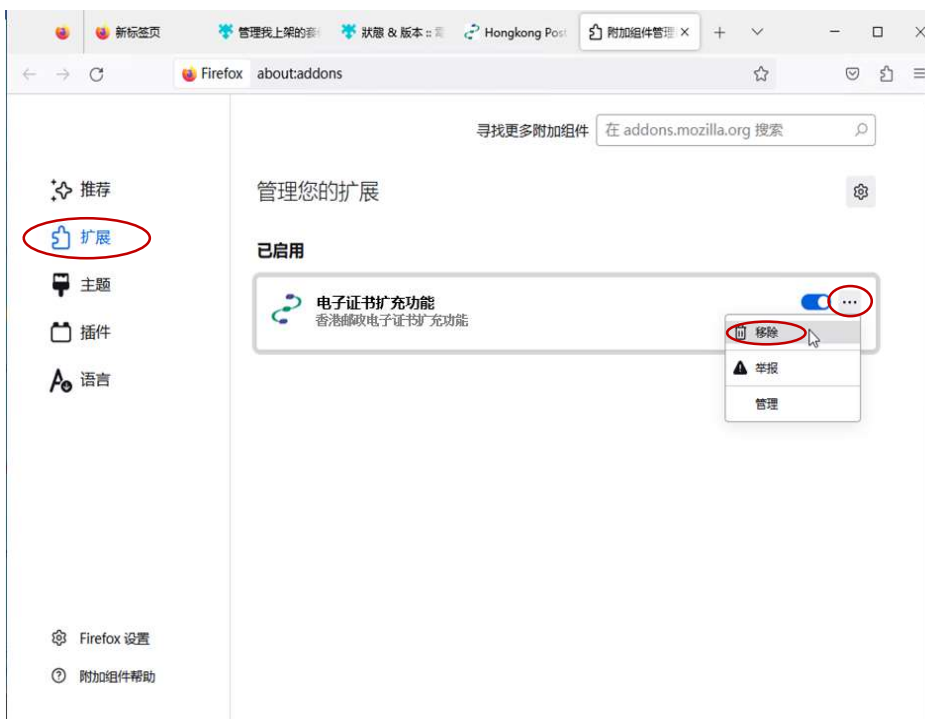 新标签页
管理我上架的套
狀態 & 版本 ::
Hongkong Post
附加组件管理
Firefox about:addons
寻找更多附加组件
在 addons.mozilla.org 搜索
推荐
管理您的扩展
扩展
已启用
主题
电子证书扩充功能
香港邮政电子证书扩充功能
插件
移除
语言
举报
管理
Firefox 设置
附加组件帮助